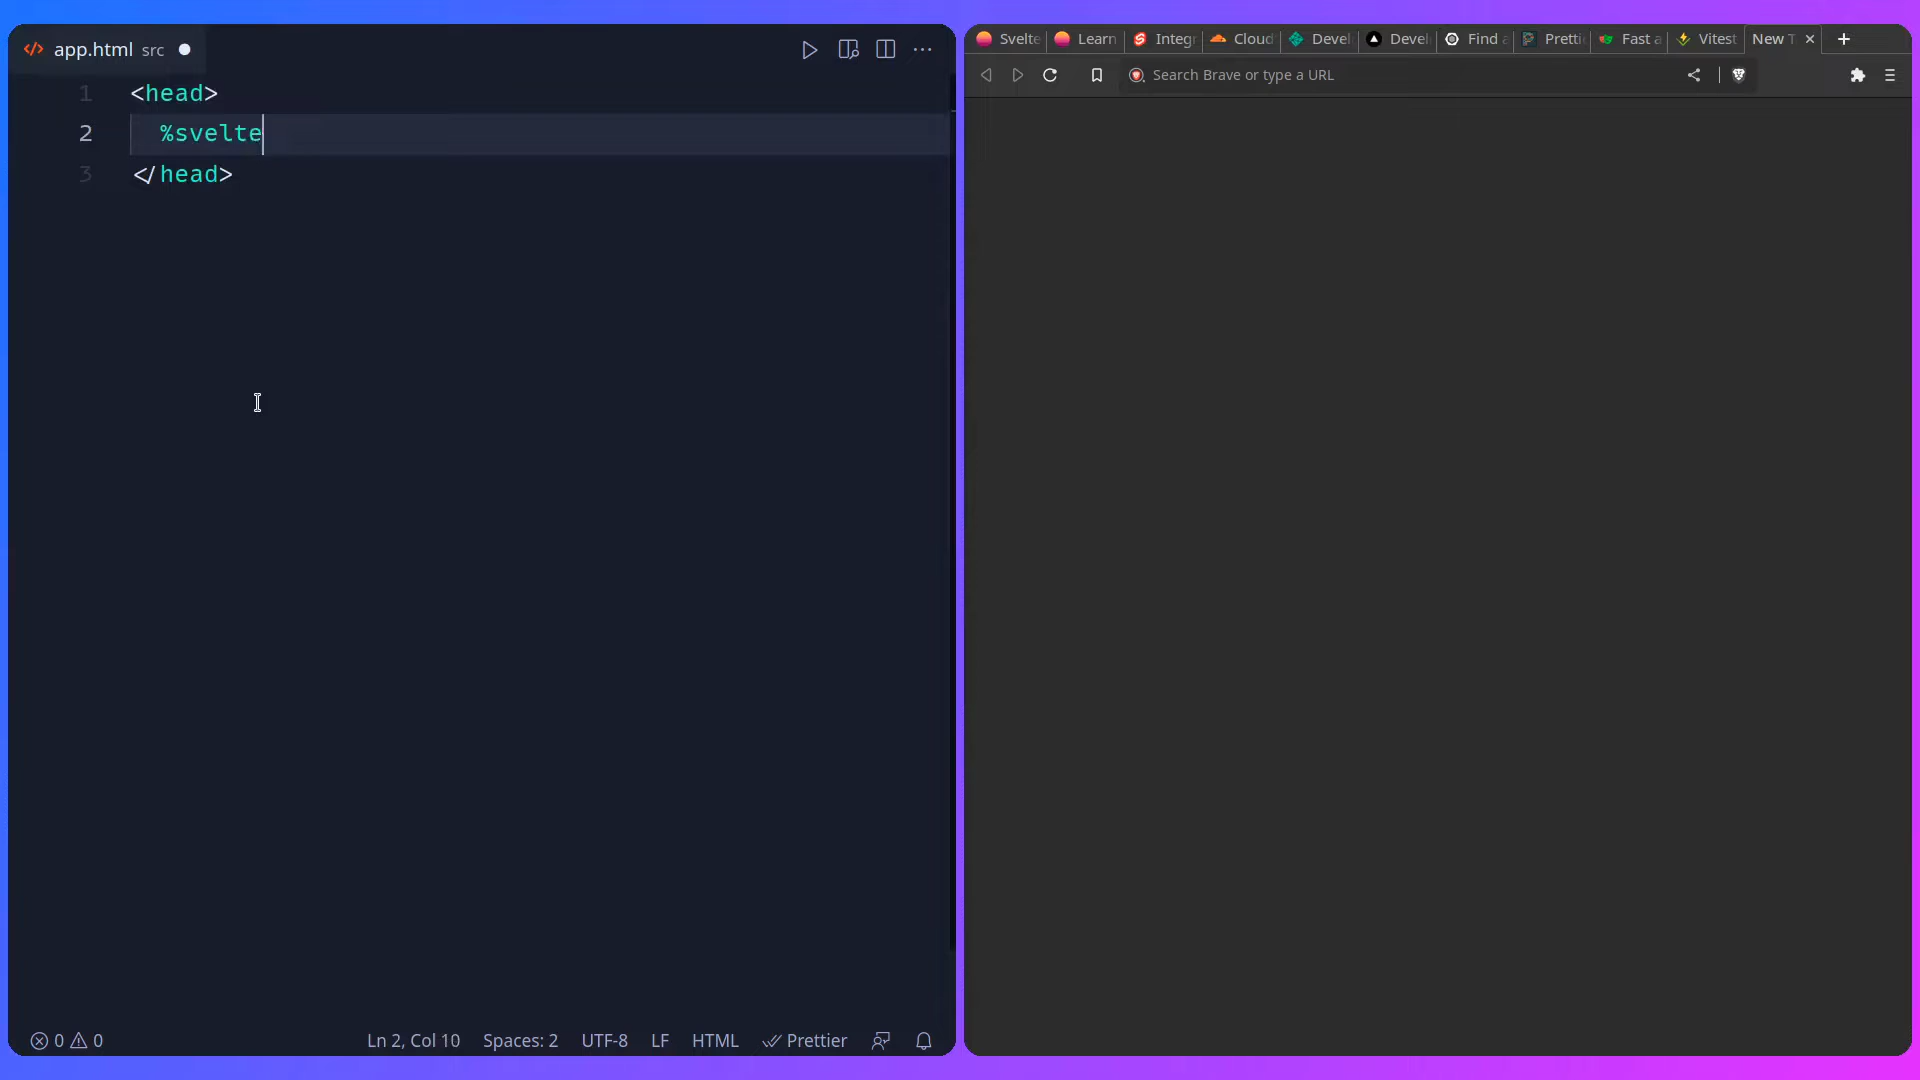 app.html src
1 <head>
2 %svelte
3 </head>
0 0 Ln 2, Col 10 Spaces: 2 UTF-8 LF HTML Prettier
Svelte Learn Integr Cloud Devel Devel Find a Pretti Fast a Vitest New T
Search Brave or type a URL